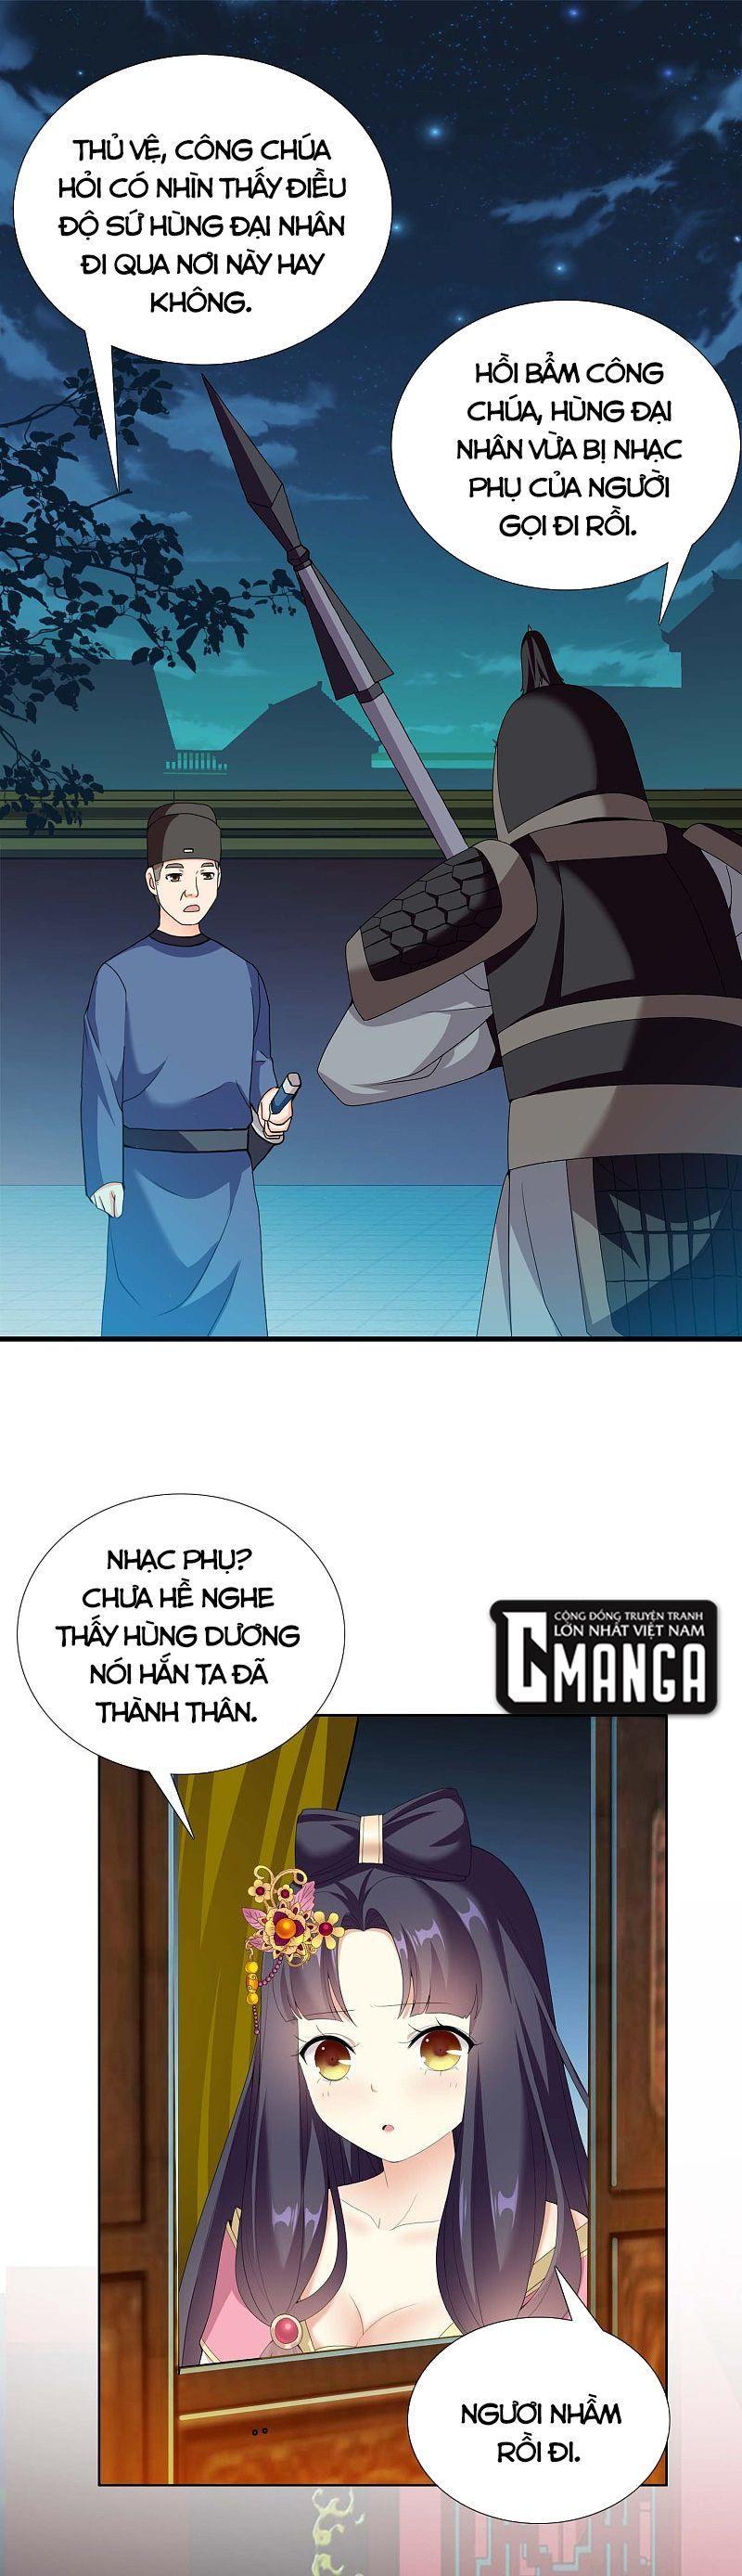 THỦ VỆ, CÔNG CHÚA
HỎI CÓ NHÌN THẤY ĐIỀU
ĐỘ SỨ HÙNG ĐẠI NHÂN
ĐI QUA NƠI NÀY HAY
KHÔNG.
HỒI BẨM CÔNG
CHÚA, HÙNG ĐẠI
NHÂN VỪA BỊ NHẠC
PHỤ CỦA NGƯỜI
GỌI ĐI RỒI.
NHẠC PHỤ?
CHƯA HỀ NGHE
THẤY HÙNG DƯƠNG
NÓI HẮN TA ĐÃ
THÀNH THÂN.
CỘNG ĐỒNG TRUYỆN TRANH
LỚN NHẤT VIỆT NAM
CMANGA
NGƯƠI NHẦM
RỒI ĐI.